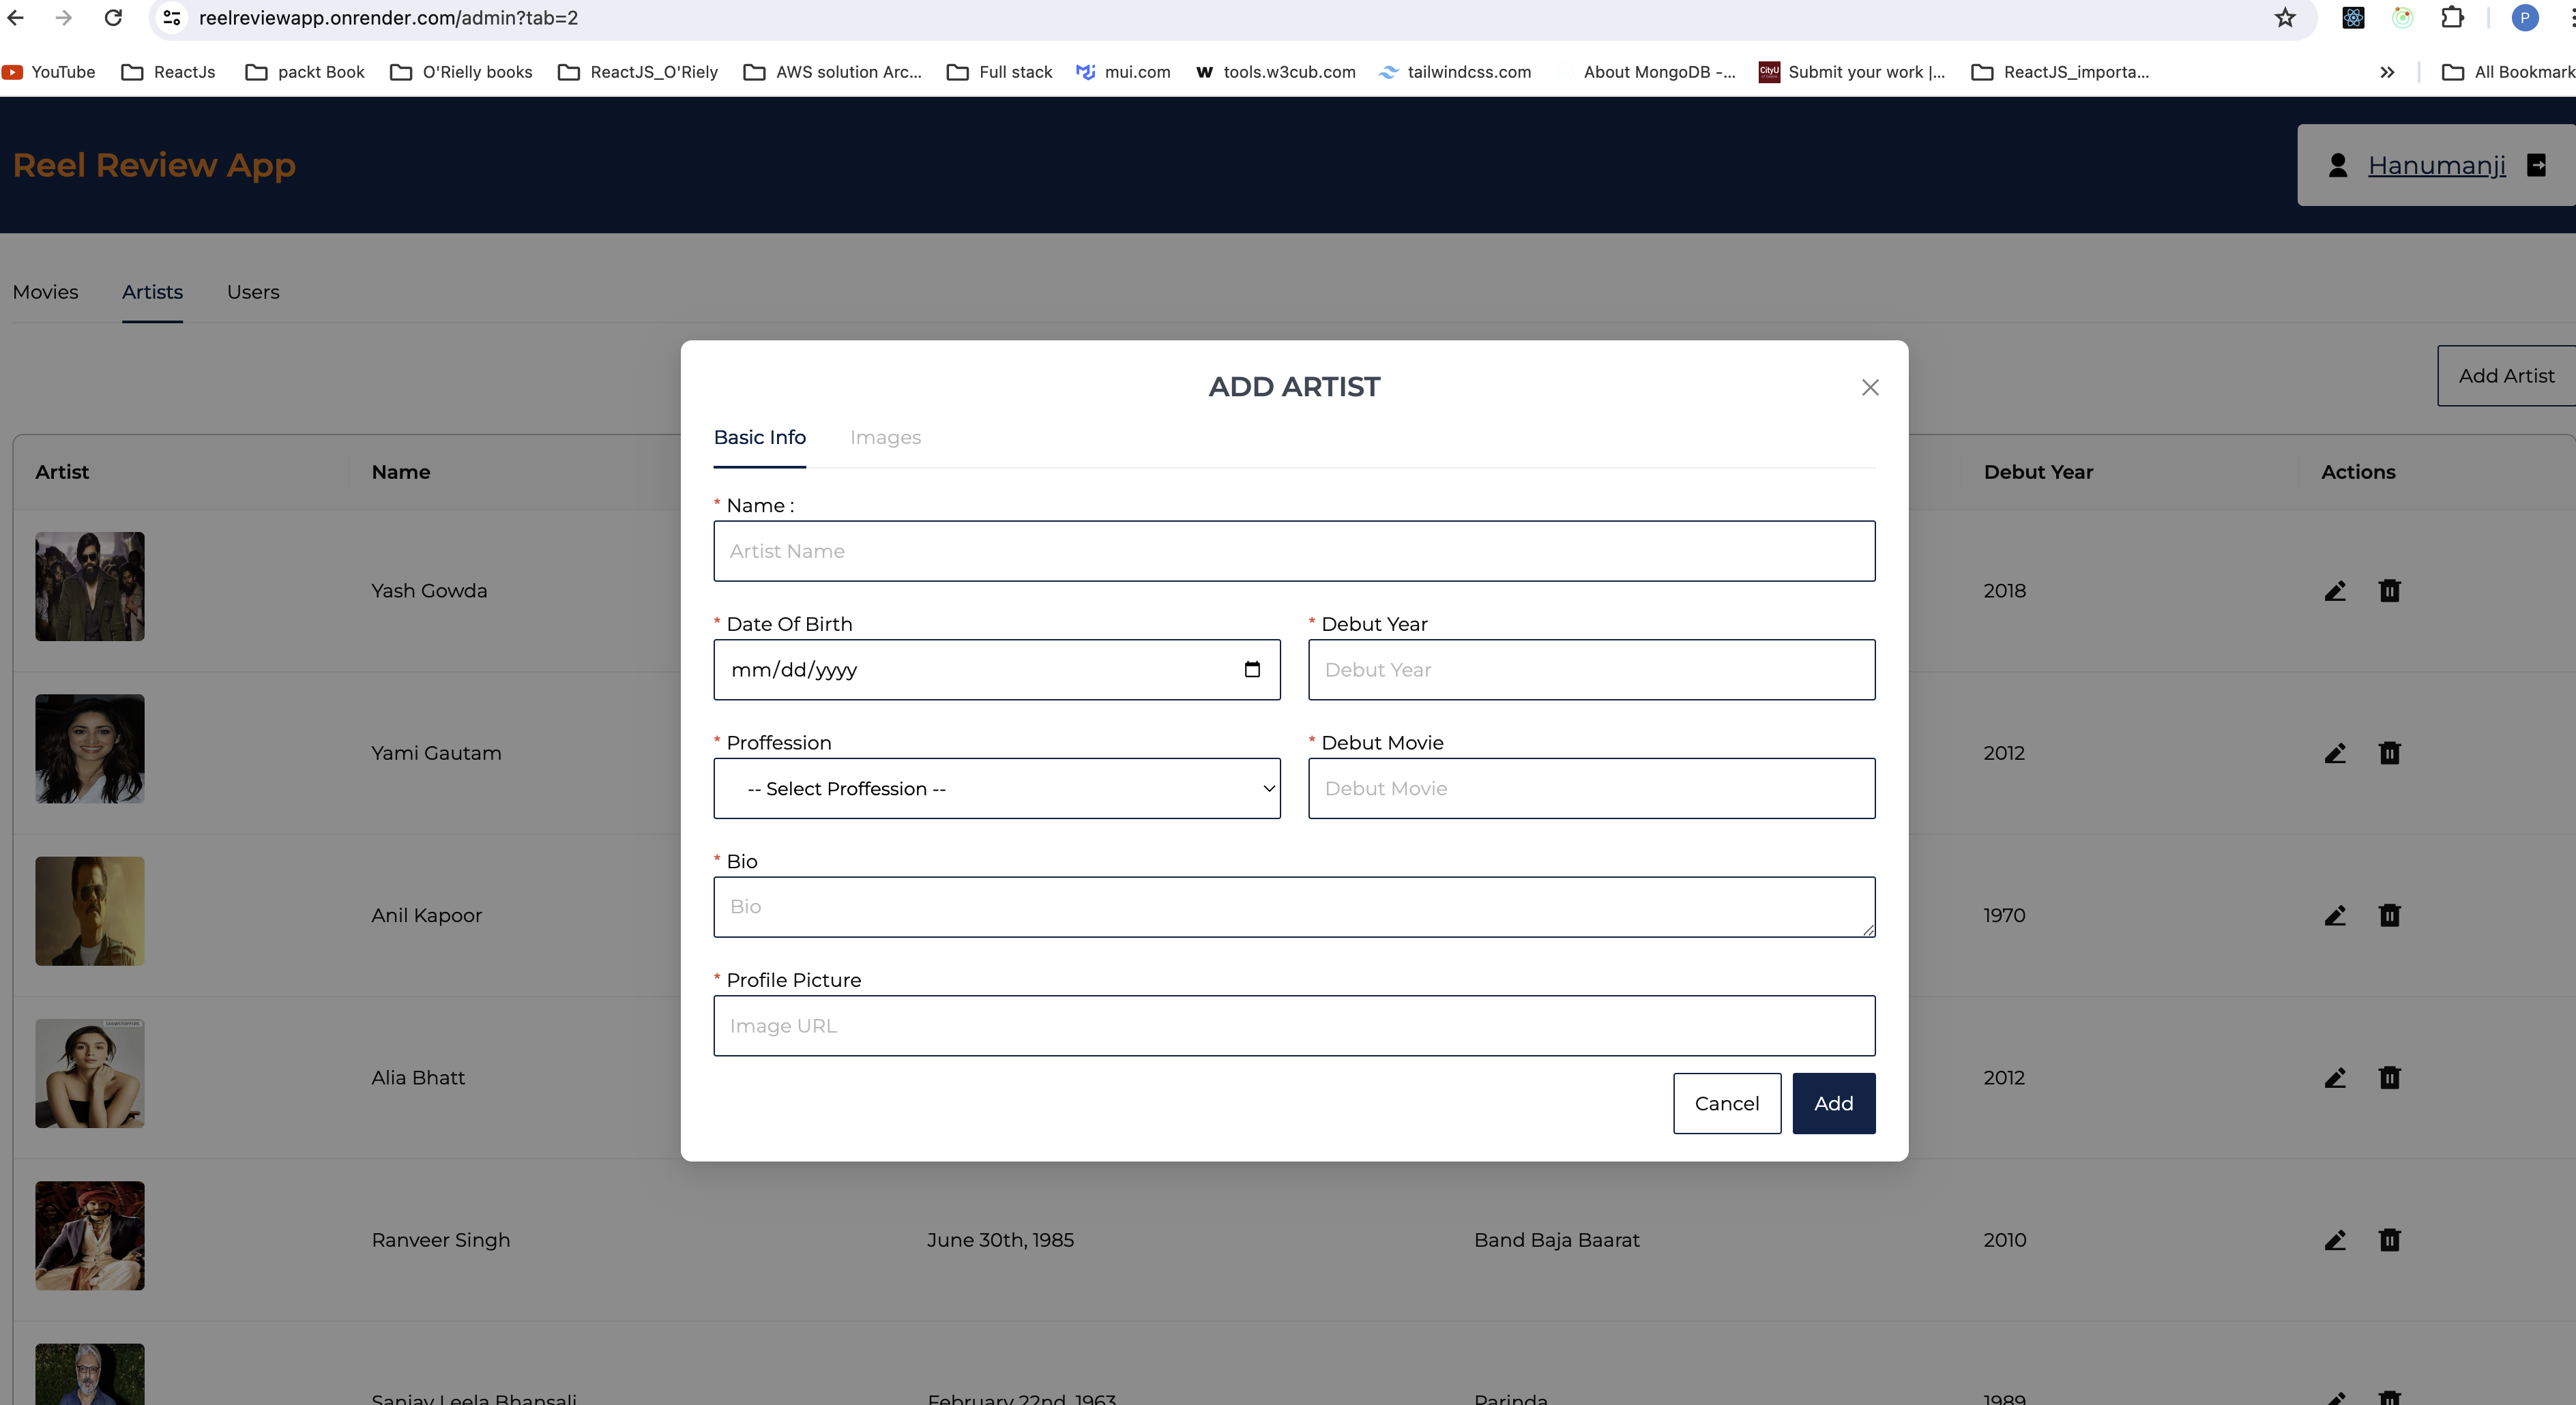 reelreviewapp.onrender.com/admin?tab=2
P
YouTube ReactJs packt Book O'Rielly books ReactJS_O'Riely AWS solution Arc... Full stack mui.com tools.w3cub.com tailwindcss.com About MongoDB -... Submit your work |... ReactJS_importa... All Bookmark
Reel Review App
Hanumanji
Movies Artists Users
Add Artist
ADD ARTIST
Basic Info Images
Artist Name Debut Year Actions
* Name :
Artist Name
Yash Gowda 2018
* Date Of Birth * Debut Year
mm/dd/yyyy Debut Year
Yami Gautam 2012
* Proffession * Debut Movie
-- Select Proffession -- Debut Movie
* Bio
Bio
Anil Kapoor 1970
* Profile Picture
Image URL
Alia Bhatt 2012
Cancel Add
Ranveer Singh June 30th, 1985 Band Baja Baarat 2010
Sanjay Leela Bhansali February 22nd, 1963 Parinda 1989